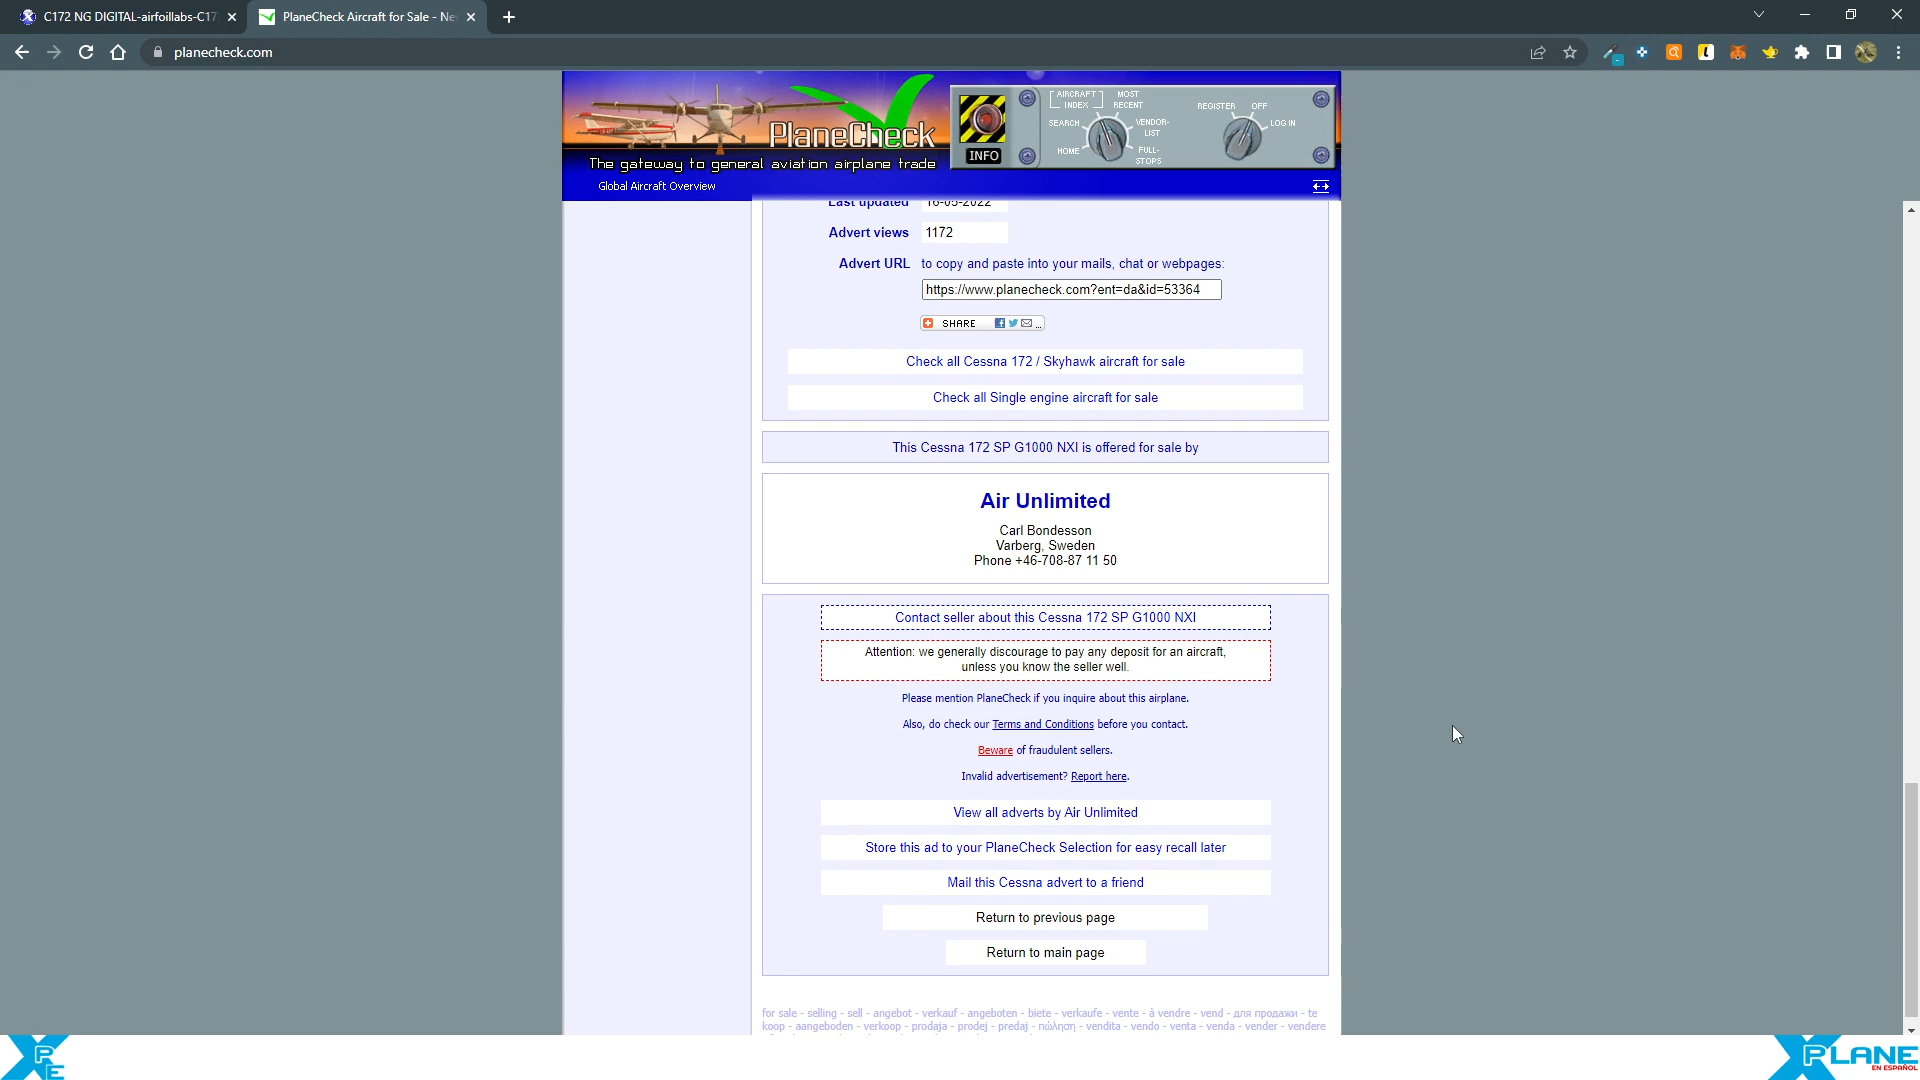 C172 NG DIGITAL-airfoillabs-C17
PlaneCheck Aircraft for Sale - Ne
planecheck.com
PlaneCheck
The gateway to general aviation airplane trade
Global Aircraft Overview
INFO
AIRCRAFT INDEX
MOST RECENT
SEARCH
VENDOR-LIST
HOME
FULL-STOPS
REGISTER
OFF
LOG IN
Last updated 16-05-2022
Advert views 1172
Advert URL to copy and paste into your mails, chat or webpages:
https://www.planecheck.com?ent=da&id=53364
SHARE ...
Check all Cessna 172 / Skyhawk aircraft for sale
Check all Single engine aircraft for sale
This Cessna 172 SP G1000 NXI is offered for sale by
Air Unlimited
Carl Bondesson
Varberg, Sweden
Phone +46-708-87 11 50
Contact seller about this Cessna 172 SP G1000 NXI
Attention: we generally discourage to pay any deposit for an aircraft,
unless you know the seller well.
Please mention PlaneCheck if you inquire about this airplane.
Also, do check our Terms and Conditions before you contact.
Beware of fraudulent sellers.
Invalid advertisement? Report here.
View all adverts by Air Unlimited
Store this ad to your PlaneCheck Selection for easy recall later
Mail this Cessna advert to a friend
Return to previous page
Return to main page
for sale - selling - sell - angebot - verkauf - angeboten - biete - verkaufe - vente - à vendre - vend - для продажи - te
koop - aangeboden - verkoop - prodaja - prodej - predaj - πώληση - vendita - vendo - venta - venda - vender - vendere
XPE
XPLANE
EN ESPAÑOL